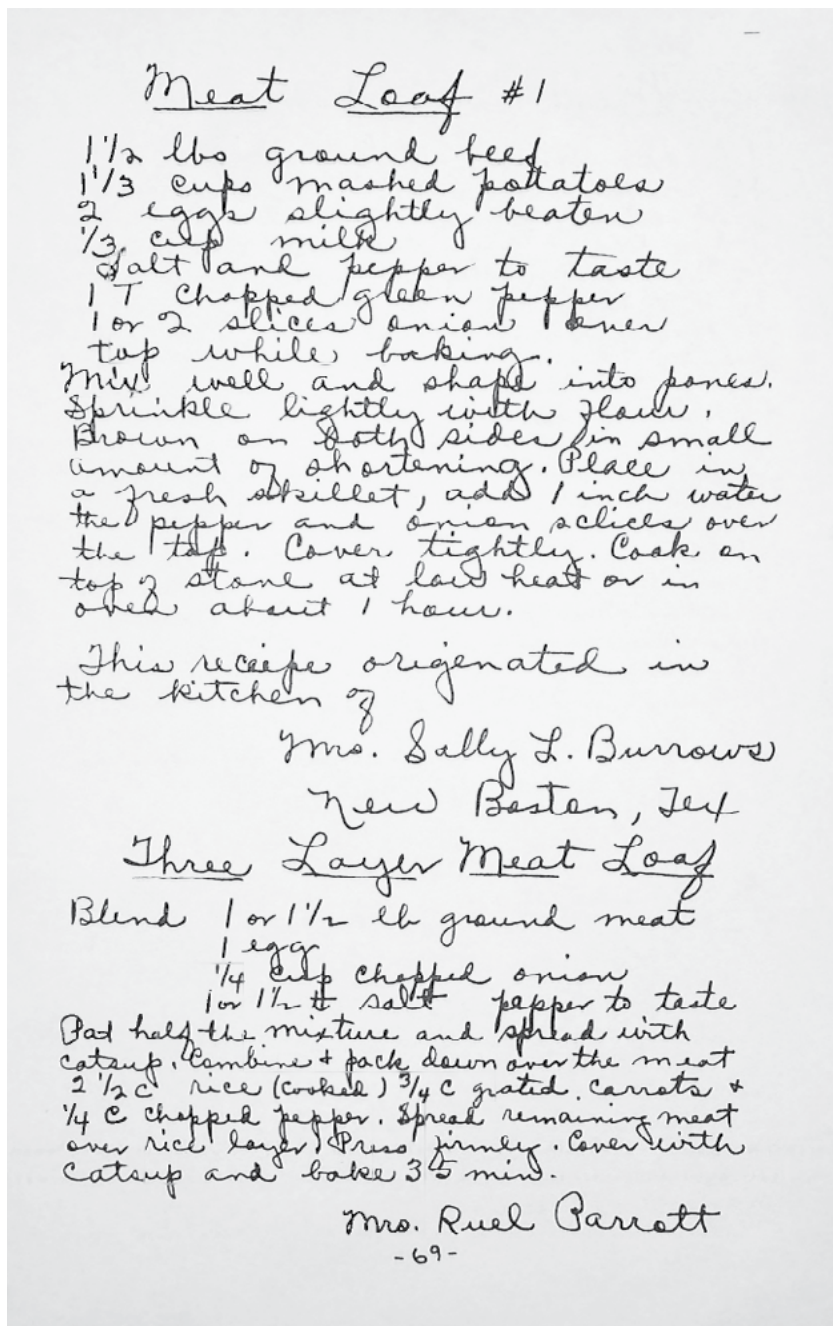 Meat Loaf #1
1 1/2 lbs ground beef
1 1/3 cups mashed pottatoes
2 eggs slightly beaten
1/3 cup milk
Salt and pepper to taste
1 T chopped green pepper
1 or 2 slices onion over
top while baking.
Mix well and shape into pones.
Sprinkle lightly with flour.
Brown on both sides in small
amount of shortening. Place in
a fresh skillet, add 1 inch water
the pepper and onion sclices over
the top. Cover tightly. Cook on
top of stove at low heat or in
oven about 1 hour.
This receipe origenated in
the kitchen of
Mrs. Sally L. Burrows
New Boston, Tex
Three Layer Meat Loaf
Blend 1 or 1 1/2 lb ground meat
1 egg
1/4 cup chopped onion
1 or 1 1/2 t salt pepper to taste
Pat half the mixture and spread with
catsup. Combine + pack down over the meat
2 1/2 c rice (cooked) 3/4 c grated carrots +
1/4 c chopped pepper. Spread remaining meat
over rice layer. Press firmly. Cover with
catsup and bake 35 min.
Mrs. Ruel Parrott
-69-